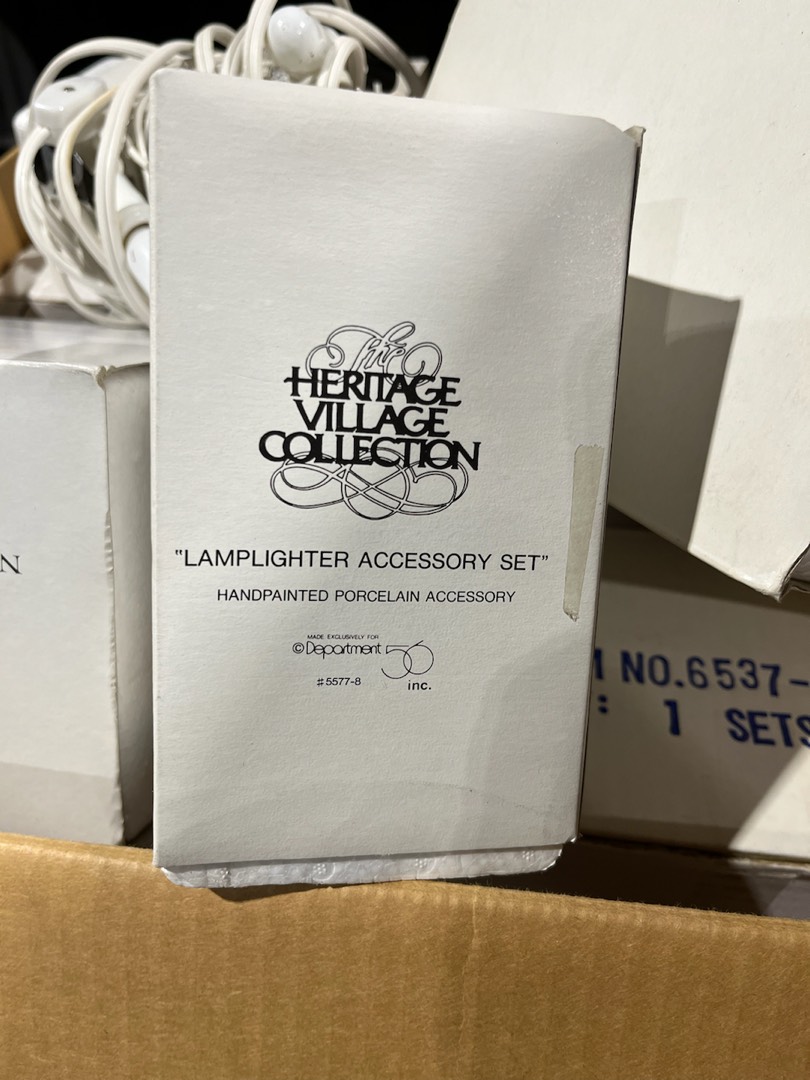 The
HERITAGE
VILLAGE
COLLECTION
"LAMPLIGHTER ACCESSORY SET"
HANDPAINTED PORCELAIN ACCESSORY
MADE EXCLUSIVELY FOR
©Department 56
inc.
#5577-8
N
M NO.6537-
: 1 SETS